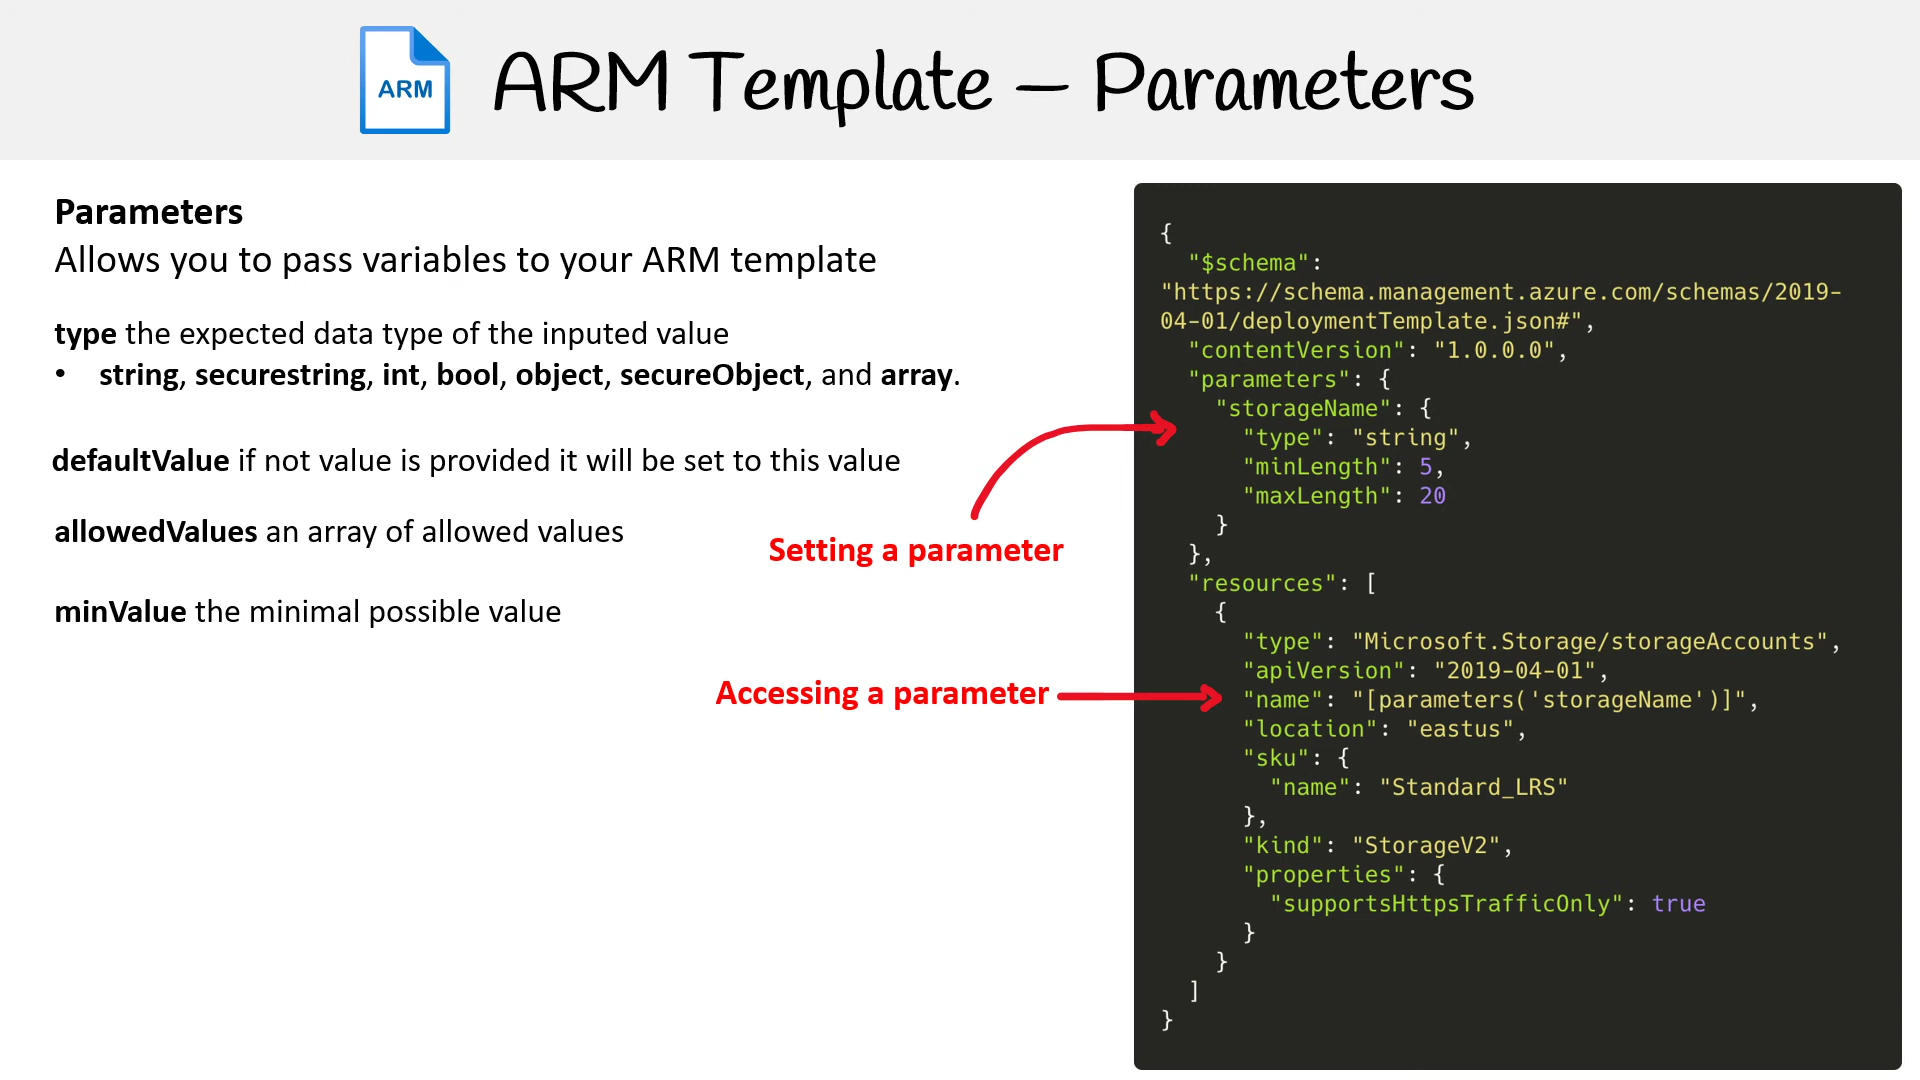 ARM
ARM Template – Parameters
Parameters
Allows you to pass variables to your ARM template
type the expected data type of the inputed value
• string, securestring, int, bool, object, secureObject, and array.
defaultValue if not value is provided it will be set to this value
allowedValues an array of allowed values
minValue the minimal possible value
Setting a parameter
Accessing a parameter
{
  "$schema":
"https://schema.management.azure.com/schemas/2019-
04-01/deploymentTemplate.json#",
  "contentVersion": "1.0.0.0",
  "parameters": {
    "storageName": {
      "type": "string",
      "minLength": 5,
      "maxLength": 20
    }
  },
  "resources": [
    {
      "type": "Microsoft.Storage/storageAccounts",
      "apiVersion": "2019-04-01",
      "name": "[parameters('storageName')]",
      "location": "eastus",
      "sku": {
        "name": "Standard_LRS"
      },
      "kind": "StorageV2",
      "properties": {
        "supportsHttpsTrafficOnly": true
      }
    }
  ]
}